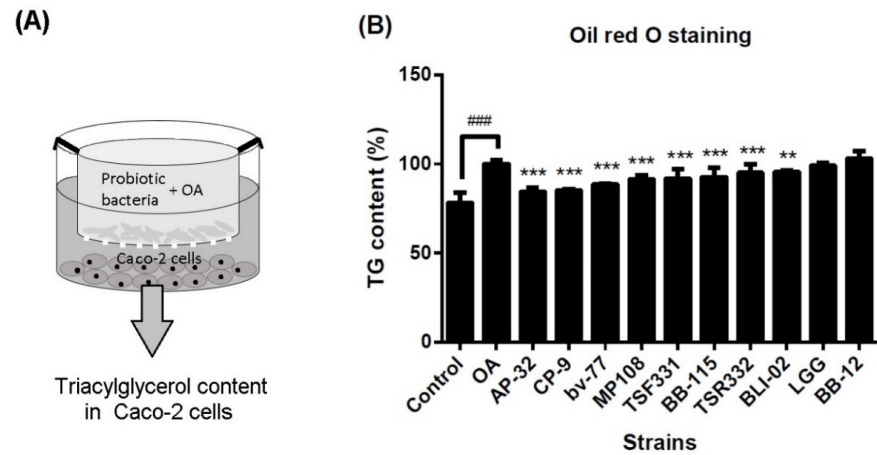 (A)
Probiotic
bacteria + OA
Caco-2 cells
Triacylglycerol content
in Caco-2 cells
(B)
Oil red O staining
TG content (%)
150
100
50
0
###
*** *** *** *** *** *** *** **
Control OA AP-32 CP-9 bv-77 MP108 TSF331 BB-115 TSR332 BLI-02 LGG BB-12
Strains